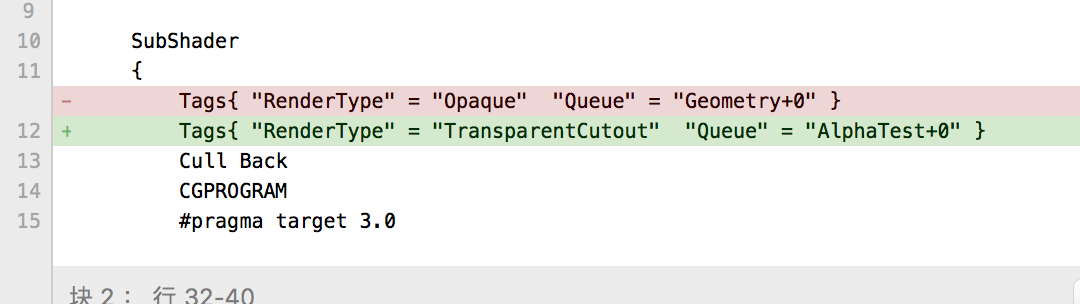 9
10 SubShader
11 {
- Tags{ "RenderType" = "Opaque"  "Queue" = "Geometry+0" }
12 + Tags{ "RenderType" = "TransparentCutout"  "Queue" = "AlphaTest+0" }
13 Cull Back
14 CGPROGRAM
15 #pragma target 3.0
块 2： 行 32-40